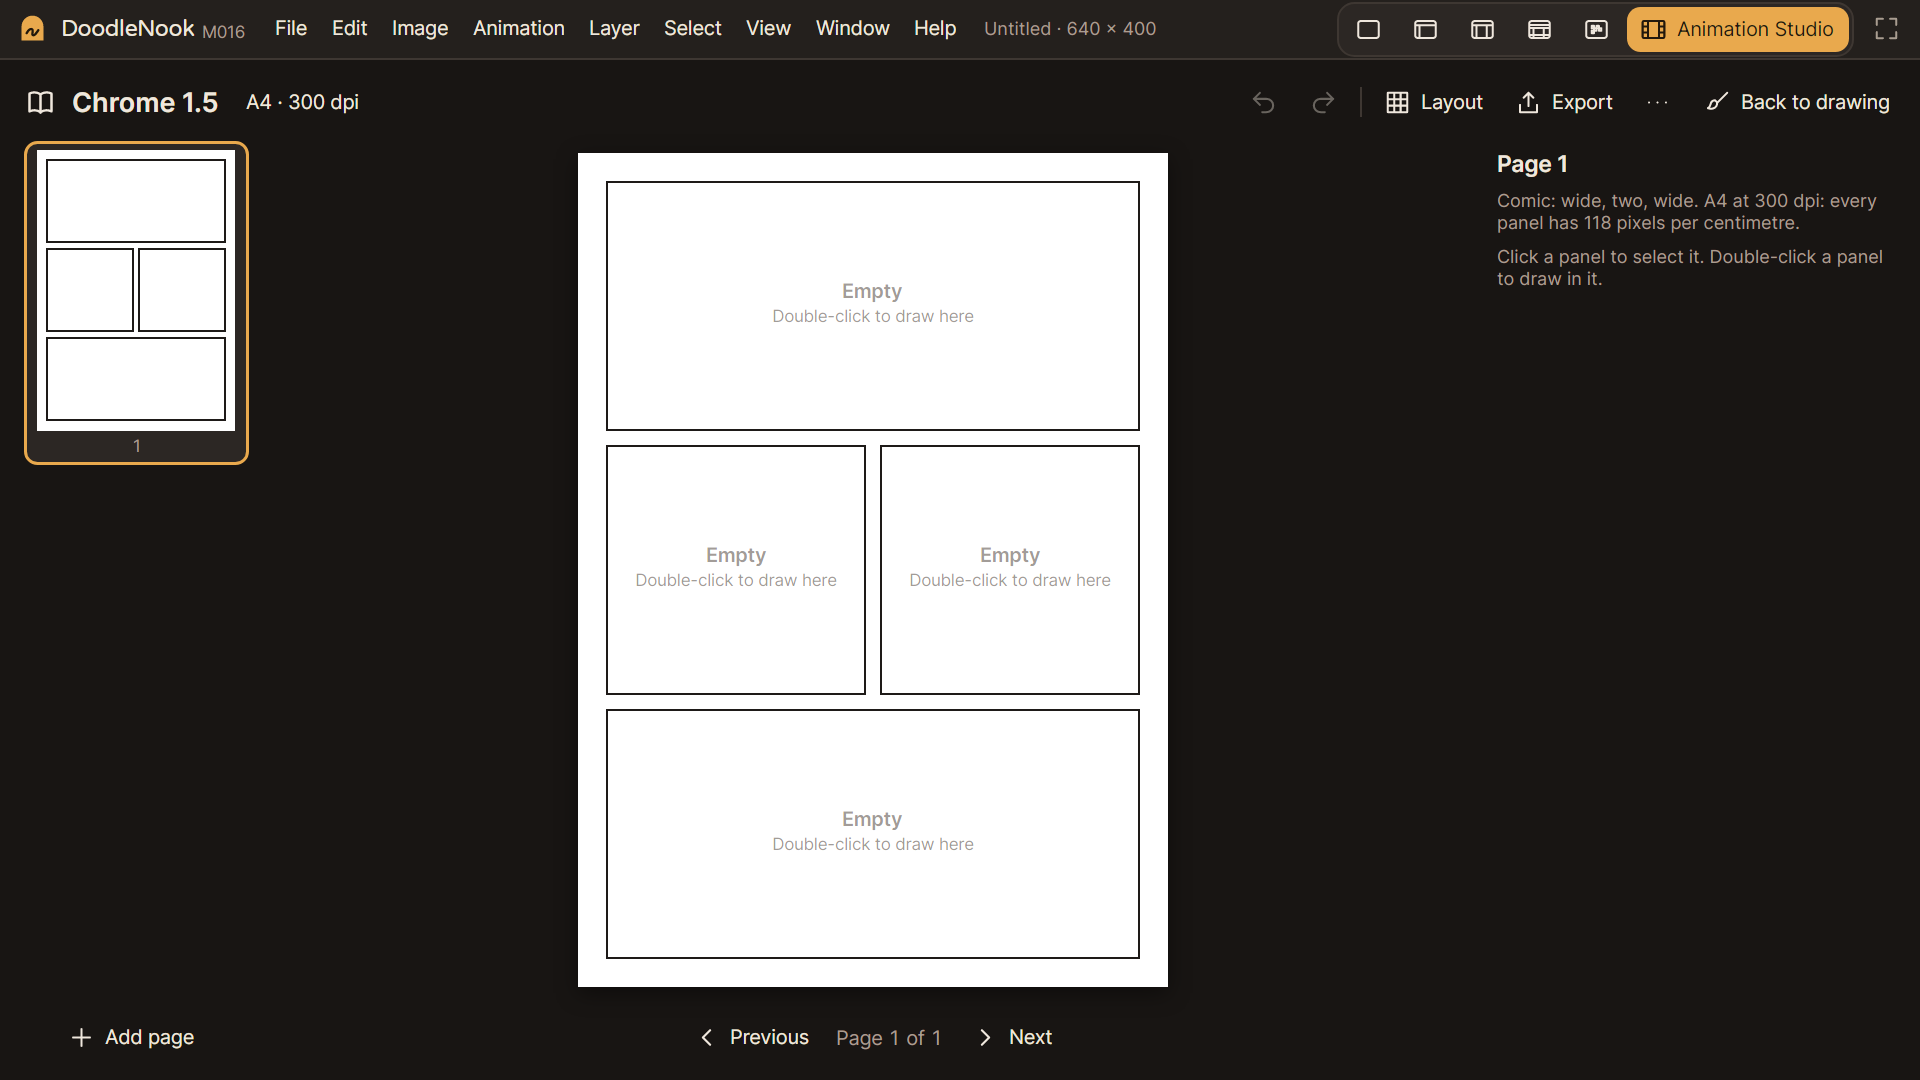 DoodleNook M016 File Edit Image Animation Layer Select View Window Help Untitled · 640 × 400 Animation Studio
Chrome 1.5 A4 · 300 dpi Layout Export ··· Back to drawing
1
Empty
Double-click to draw here
Empty
Double-click to draw here
Empty
Double-click to draw here
Empty
Double-click to draw here
Page 1
Comic: wide, two, wide. A4 at 300 dpi: every
panel has 118 pixels per centimetre.
Click a panel to select it. Double-click a panel
to draw in it.
Add page
Previous Page 1 of 1 Next